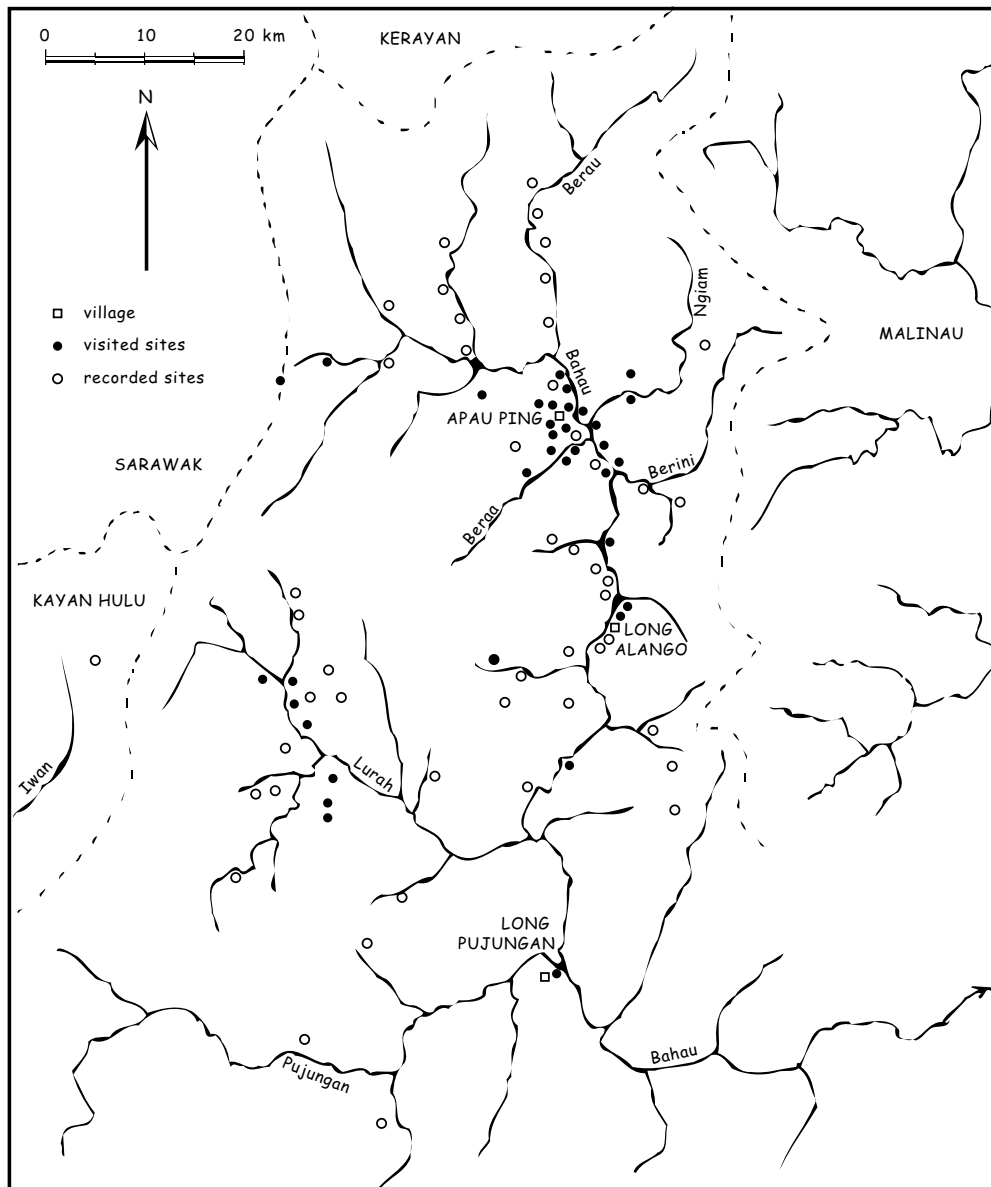 0 10 20 km
KERAYAN
N
Berau
Ngiam
village
visited sites
recorded sites
MALINAU
Bahau
APAU PING
SARAWAK
Berini
Beraa
KAYAN HULU
LONG
ALANGO
Iwan
Lurah
LONG
PUJUNGAN
Bahau
Pujungan